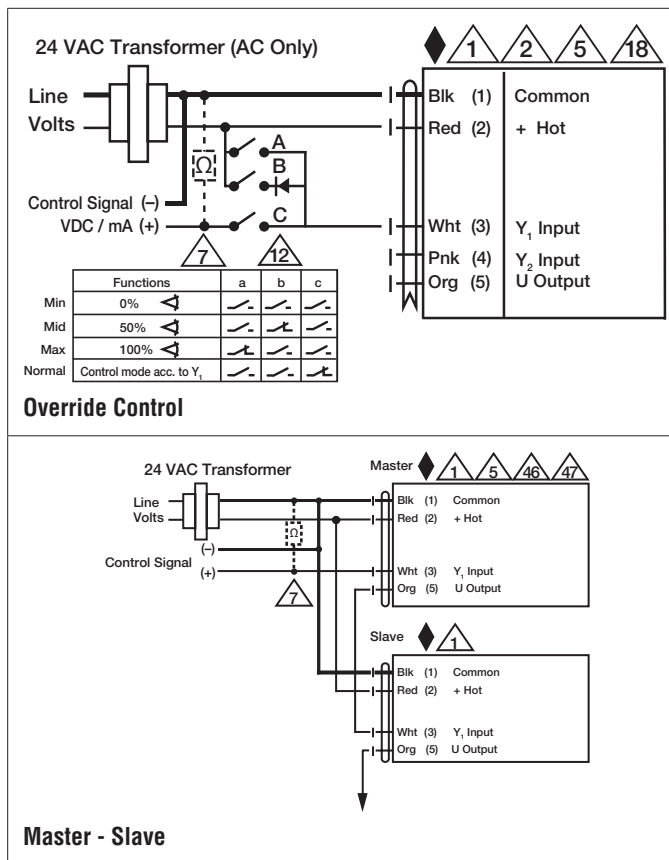 24 VAC Transformer (AC Only)
1 2 5 18
Line
Volts
Blk (1) Common
Red (2) + Hot
A
B
Ω
Control Signal (–)
VDC / mA (+)
C
Wht (3) Y₁ Input
Pnk (4) Y₂ Input
Org (5) U Output
7 12
Functions a b c
Min 0%
Mid 50%
Max 100%
Normal Control mode acc. to Y₁
Override Control
24 VAC Transformer
Master 1 5 46 47
Line
Volts
Blk (1) Common
Red (2) + Hot
Ω
(–)
Control Signal
(+)
Wht (3) Y₁ Input
Org (5) U Output
7
Slave 1
Blk (1) Common
Red (2) + Hot
Wht (3) Y₁ Input
Org (5) U Output
Master - Slave